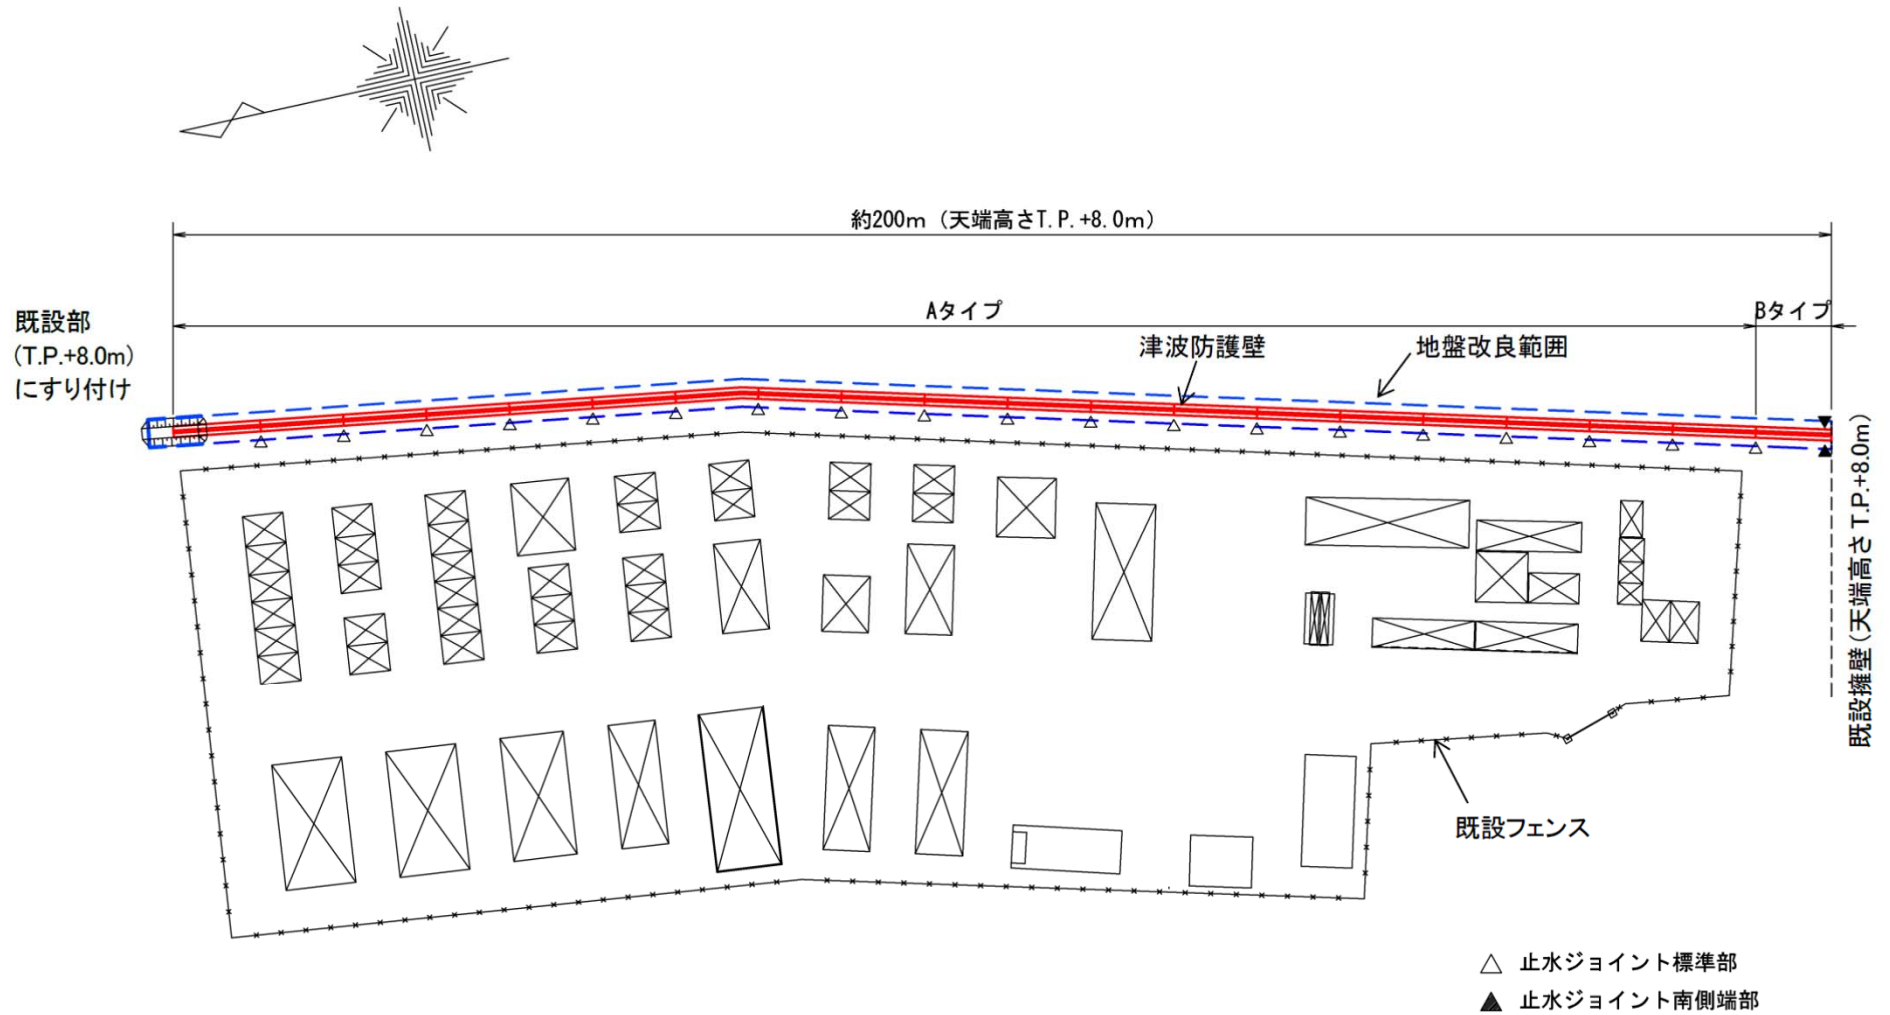 約200m（天端高さT.P.+8.0m）
Aタイプ
Bタイプ
既設部
(T.P.+8.0m)
にすり付け
津波防護壁
地盤改良範囲
既設擁壁（天端高さT.P.+8.0m）
既設フェンス
△ 止水ジョイント標準部
▲ 止水ジョイント南側端部